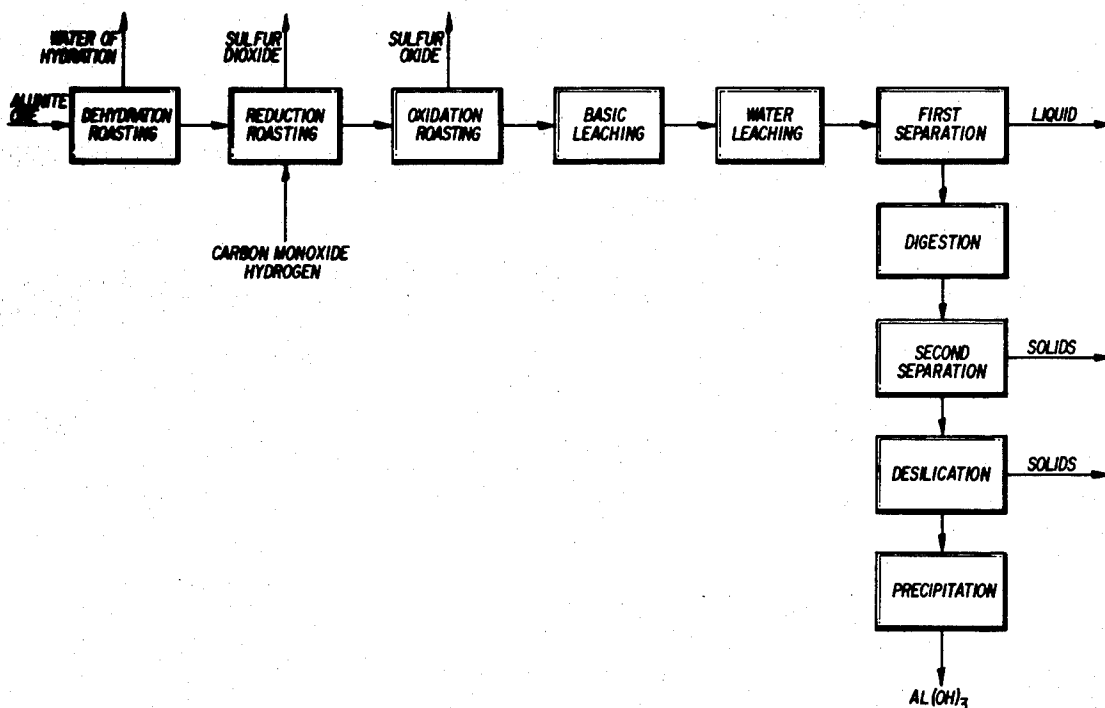 WATER OF
HYDRATION
SULFUR
DIOXIDE
SULFUR
OXIDE
ALUNITE
ORE
DEHYDRATION
ROASTING
REDUCTION
ROASTING
OXIDATION
ROASTING
BASIC
LEACHING
WATER
LEACHING
FIRST
SEPARATION
LIQUID
CARBON MONOXIDE
HYDROGEN
DIGESTION
SECOND
SEPARATION
SOLIDS
DESILICATION
SOLIDS
PRECIPITATION
AL(OH)3